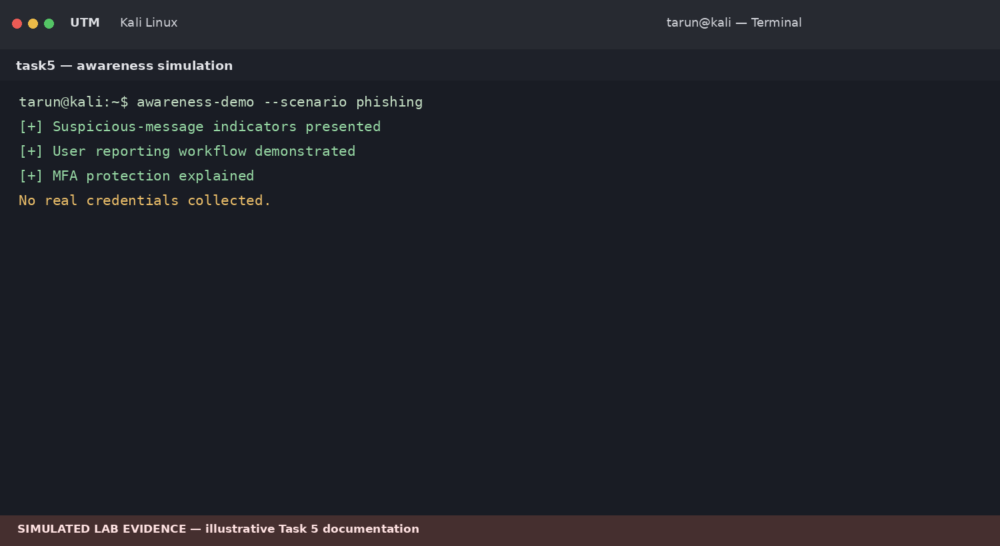 UTM Kali Linux tarun@kali — Terminal
task5 — awareness simulation
tarun@kali:~$ awareness-demo --scenario phishing
[+] Suspicious-message indicators presented
[+] User reporting workflow demonstrated
[+] MFA protection explained
No real credentials collected.
SIMULATED LAB EVIDENCE — illustrative Task 5 documentation